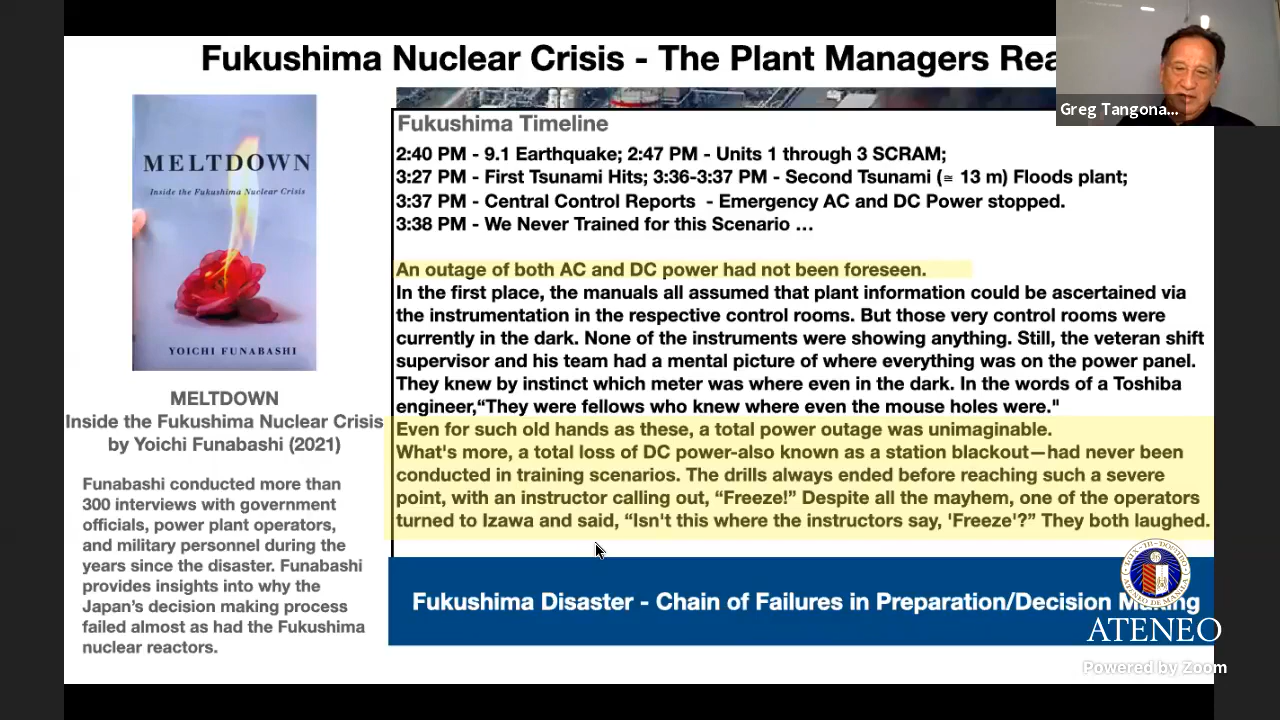 Fukushima Nuclear Crisis - The Plant Managers Rea
Greg Tangona...
Fukushima Timeline
2:40 PM - 9.1 Earthquake; 2:47 PM - Units 1 through 3 SCRAM;
3:27 PM - First Tsunami Hits; 3:36-3:37 PM - Second Tsunami (≅ 13 m) Floods plant;
3:37 PM - Central Control Reports - Emergency AC and DC Power stopped.
3:38 PM - We Never Trained for this Scenario …
An outage of both AC and DC power had not been foreseen.
In the first place, the manuals all assumed that plant information could be ascertained via
the instrumentation in the respective control rooms. But those very control rooms were
currently in the dark. None of the instruments were showing anything. Still, the veteran shift
supervisor and his team had a mental picture of where everything was on the power panel.
They knew by instinct which meter was where even in the dark. In the words of a Toshiba
engineer,“They were fellows who knew where even the mouse holes were."
Even for such old hands as these, a total power outage was unimaginable.
What's more, a total loss of DC power-also known as a station blackout—had never been
conducted in training scenarios. The drills always ended before reaching such a severe
point, with an instructor calling out, “Freeze!” Despite all the mayhem, one of the operators
turned to Izawa and said, “Isn't this where the instructors say, 'Freeze'?” They both laughed.
MELTDOWN
Inside the Fukushima Nuclear Crisis
YOICHI FUNABASHI
MELTDOWN
Inside the Fukushima Nuclear Crisis
by Yoichi Funabashi (2021)
Funabashi conducted more than
300 interviews with government
officials, power plant operators,
and military personnel during the
years since the disaster. Funabashi
provides insights into why the
Japan’s decision making process
failed almost as had the Fukushima
nuclear reactors.
Fukushima Disaster - Chain of Failures in Preparation/Decision Making
ATENEO
Powered by Zoom